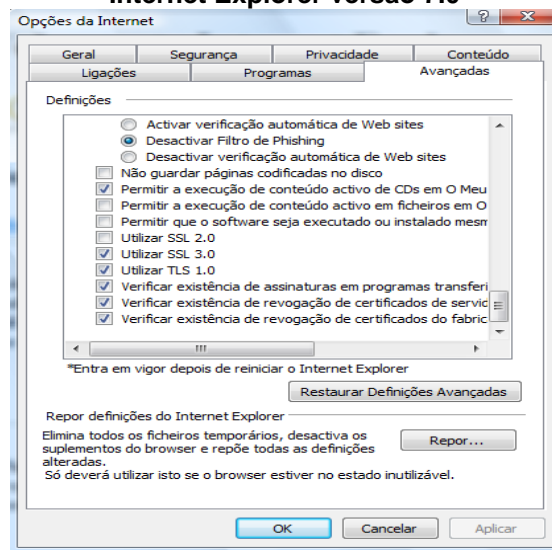 Internet Explorer versão 7.0
Opções da Internet
Geral Segurança Privacidade Conteúdo
Ligações Programas Avançadas
Definições
Activar verificação automática de Web sites
Desactivar Filtro de Phishing
Desactivar verificação automática de Web sites
Não guardar páginas codificadas no disco
Permitir a execução de conteúdo activo de CDs em O Meu
Permitir a execução de conteúdo activo em ficheiros em O
Permitir que o software seja executado ou instalado mesm
Utilizar SSL 2.0
Utilizar SSL 3.0
Utilizar TLS 1.0
Verificar existência de assinaturas em programas transferi
Verificar existência de revogação de certificados de servid
Verificar existência de revogação de certificados do fabric
*Entra em vigor depois de reiniciar o Internet Explorer
Restaurar Definições Avançadas
Repor definições do Internet Explorer
Elimina todos os ficheiros temporários, desactiva os
suplementos do browser e repõe todas as definições
alteradas.
Repor...
Só deverá utilizar isto se o browser estiver no estado inutilizável.
OK Cancelar Aplicar